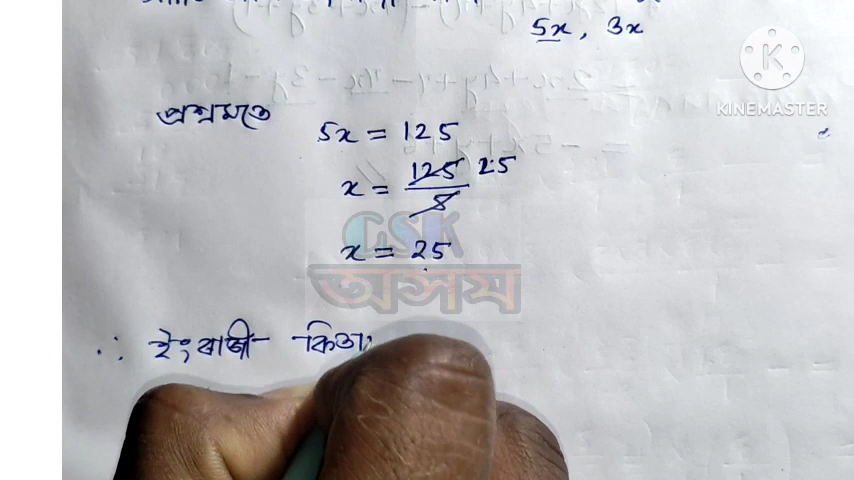 5x, 3x
KINEMASTER
প্ৰশ্নমতে
5x = 125
x = 125/5 25
x = 25
GSK
অসম
∴ ইংৰাজী কিতা